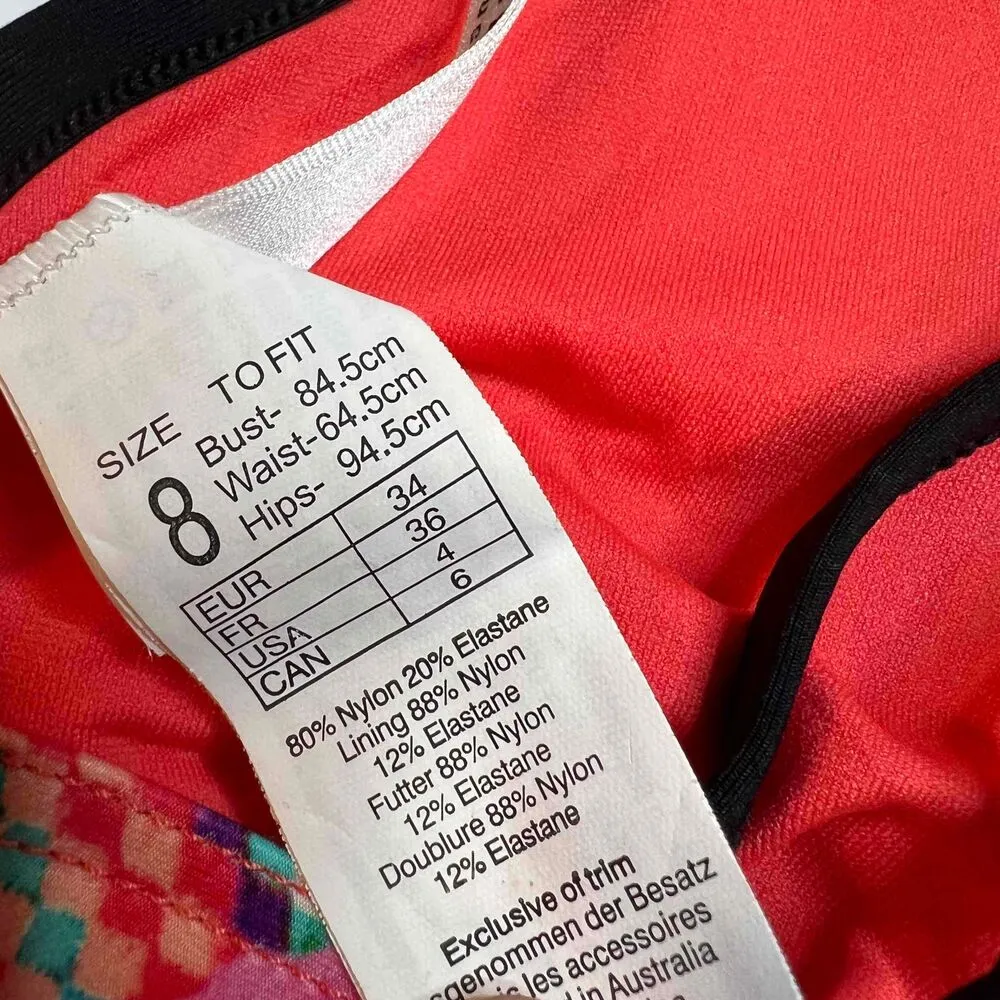 SIZE
8
TO FIT
Bust- 84.5cm
Waist-64.5cm
Hips- 94.5cm
EUR 34
FR 36
USA 4
CAN 6
80% Nylon 20% Elastane
Lining 88% Nylon
12% Elastane
Futter 88% Nylon
12% Elastane
Doublure 88% Nylon
12% Elastane
Exclusive of trim
sgenommen der Besatz
les accessoires
in Australia